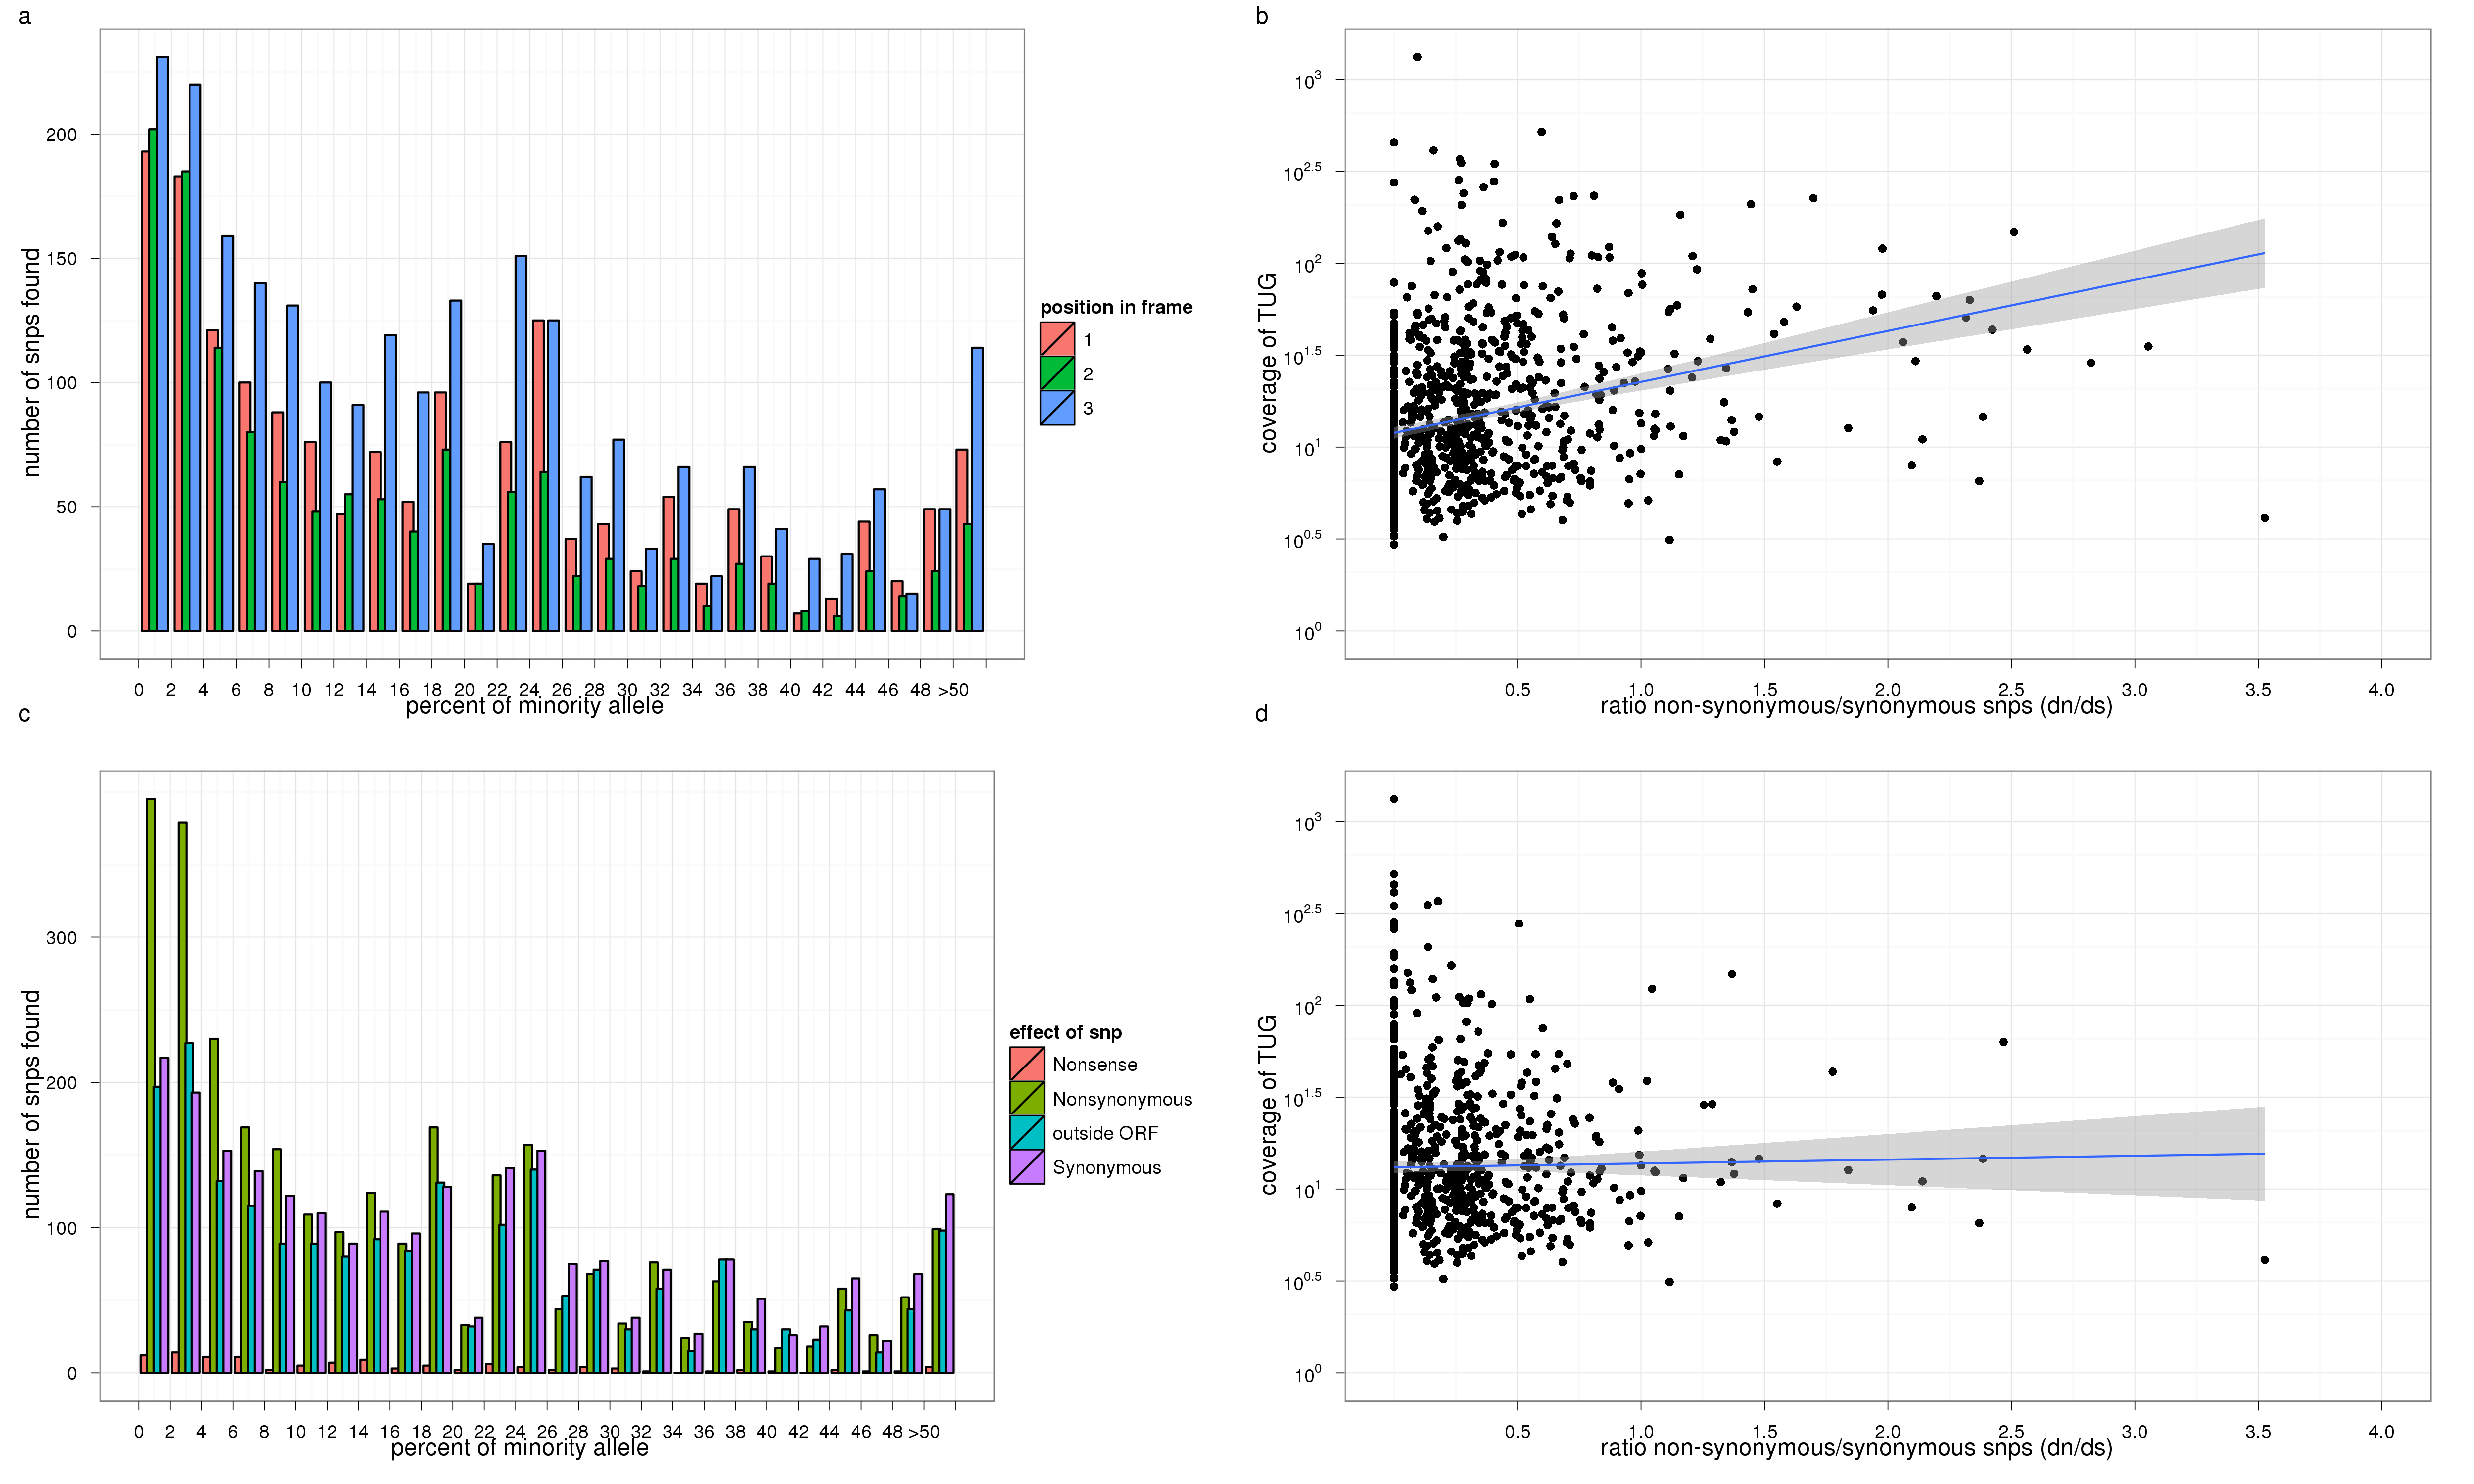 a
number of snps found
200
150
100
50
0
0 2 4 6 8 10 12 14 16 18 20 22 24 26 28 30 32 34 36 38 40 42 44 46 48 >50
percent of minority allele
position in frame
1
2
3
b
coverage of TUG
10^3
10^2.5
10^2
10^1.5
10^1
10^0.5
10^0
0.5 1.0 1.5 2.0 2.5 3.0 3.5 4.0
ratio non-synonymous/synonymous snps (dn/ds)
c
number of snps found
300
200
100
0
0 2 4 6 8 10 12 14 16 18 20 22 24 26 28 30 32 34 36 38 40 42 44 46 48 >50
percent of minority allele
effect of snp
Nonsense
Nonsynonymous
outside ORF
Synonymous
d
coverage of TUG
10^3
10^2.5
10^2
10^1.5
10^1
10^0.5
10^0
0.5 1.0 1.5 2.0 2.5 3.0 3.5 4.0
ratio non-synonymous/synonymous snps (dn/ds)